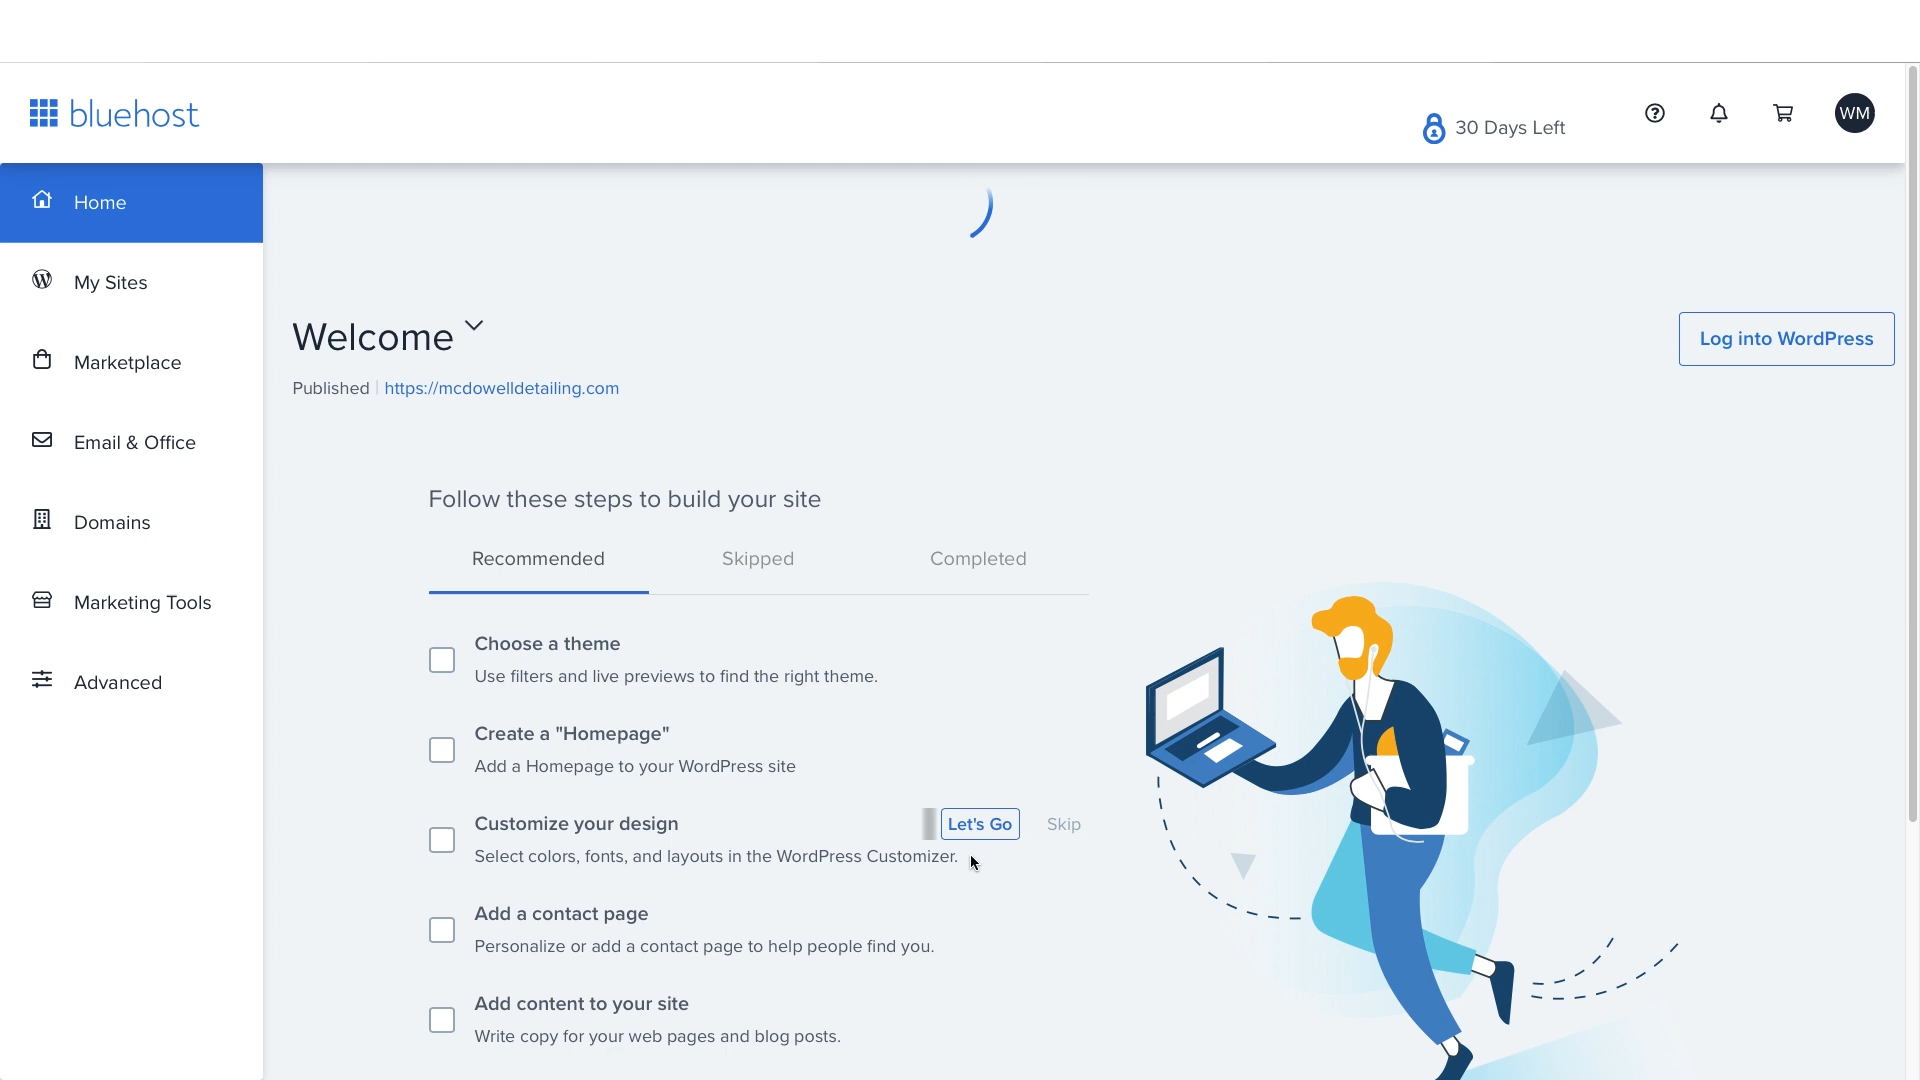 bluehost
30 Days Left
WM
Home
My Sites
Marketplace
Email & Office
Domains
Marketing Tools
Advanced
Welcome
Log into WordPress
Published https://mcdowelldetailing.com
Follow these steps to build your site
Recommended Skipped Completed
Choose a theme
Use filters and live previews to find the right theme.
Create a "Homepage"
Add a Homepage to your WordPress site
Customize your design Let's Go Skip
Select colors, fonts, and layouts in the WordPress Customizer.
Add a contact page
Personalize or add a contact page to help people find you.
Add content to your site
Write copy for your web pages and blog posts.